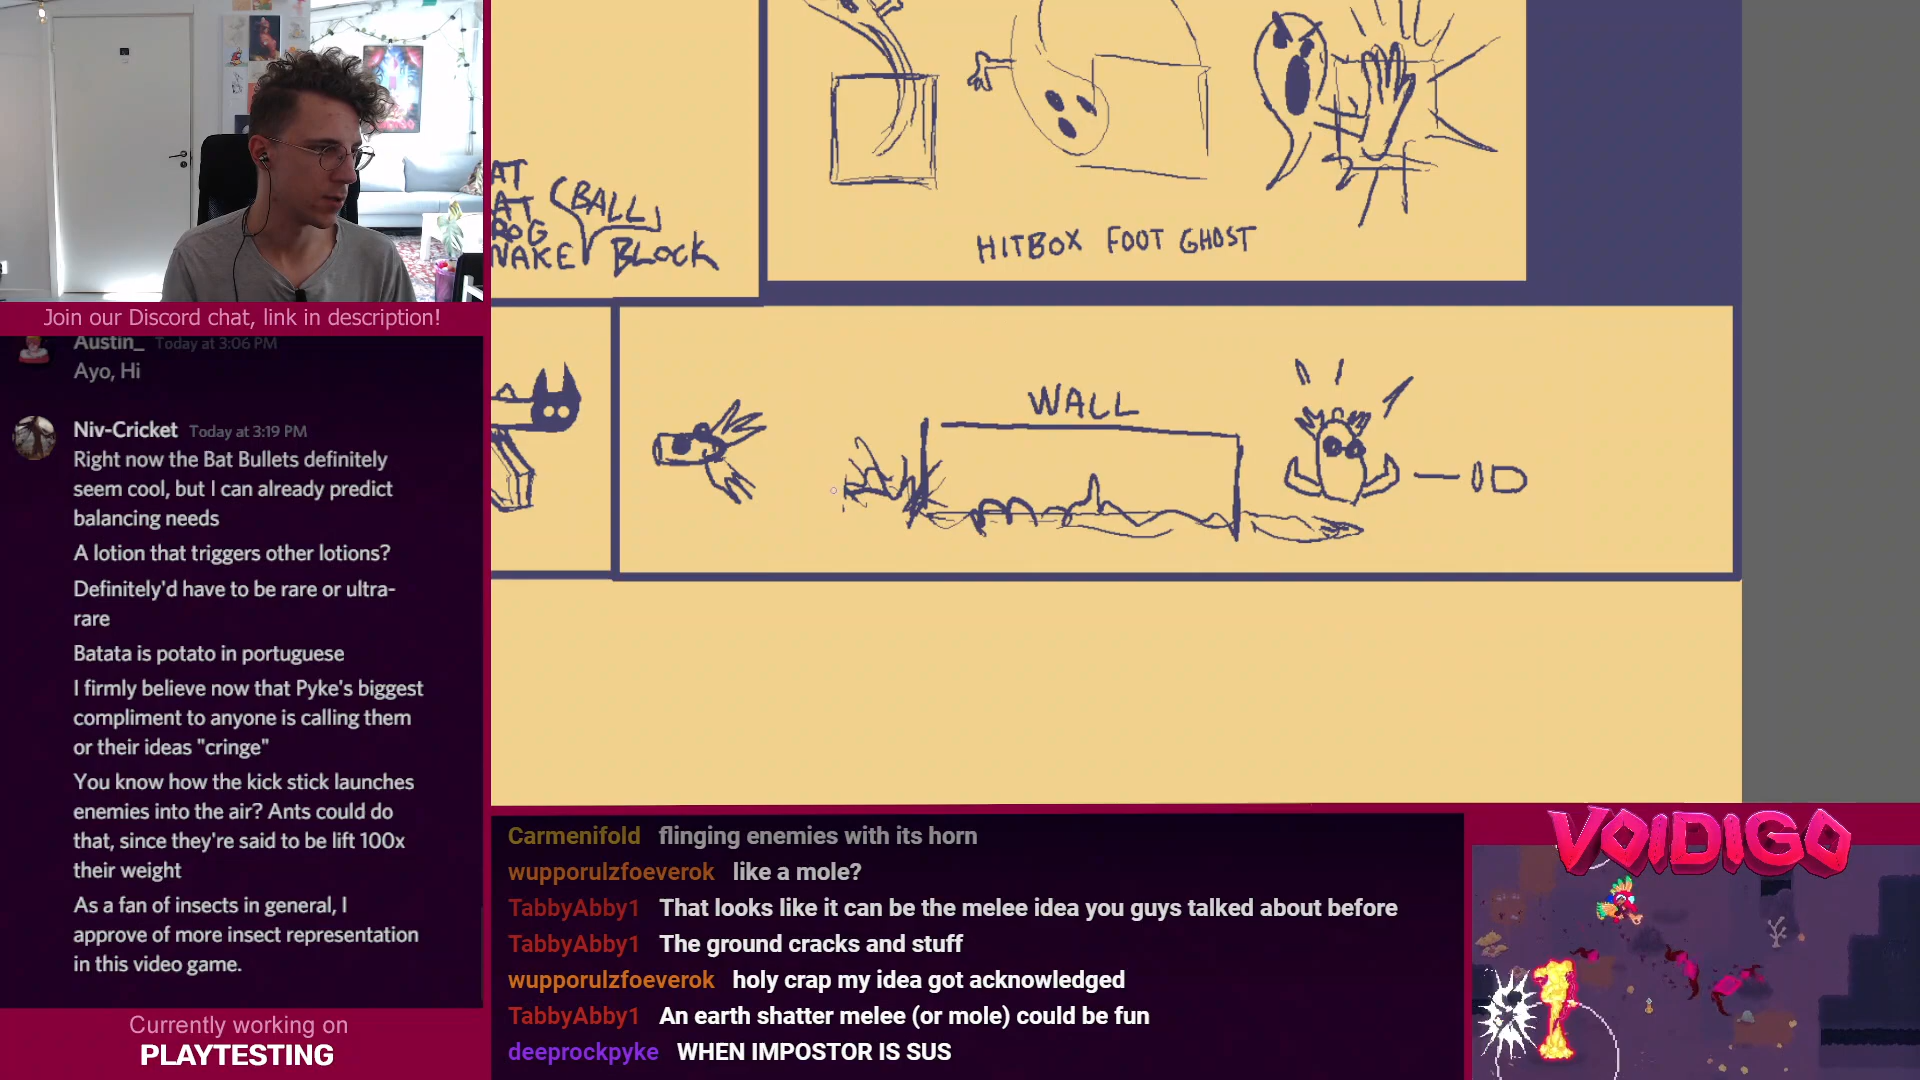 Join our Discord chat, link in description!
Austin_ Today at 3:06 PM
Ayo, Hi
Niv-Cricket Today at 3:19 PM
Right now the Bat Bullets definitely
seem cool, but I can already predict
balancing needs
A lotion that triggers other lotions?
Definitely'd have to be rare or ultra-
rare
Batata is potato in portuguese
I firmly believe now that Pyke's biggest
compliment to anyone is calling them
or their ideas "cringe"
You know how the kick stick launches
enemies into the air? Ants could do
that, since they're said to be lift 100x
their weight
As a fan of insects in general, I
approve of more insect representation
in this video game.
Currently working on
PLAYTESTING
AT
AT
ROG
NAKE
BALL
BLOCK
HITBOX FOOT GHOST
WALL
Carmenifold flinging enemies with its horn
wupporulzfoeverok like a mole?
TabbyAbby1 That looks like it can be the melee idea you guys talked about before
TabbyAbby1 The ground cracks and stuff
wupporulzfoeverok holy crap my idea got acknowledged
TabbyAbby1 An earth shatter melee (or mole) could be fun
deeprockpyke WHEN IMPOSTOR IS SUS
VOIDIGO